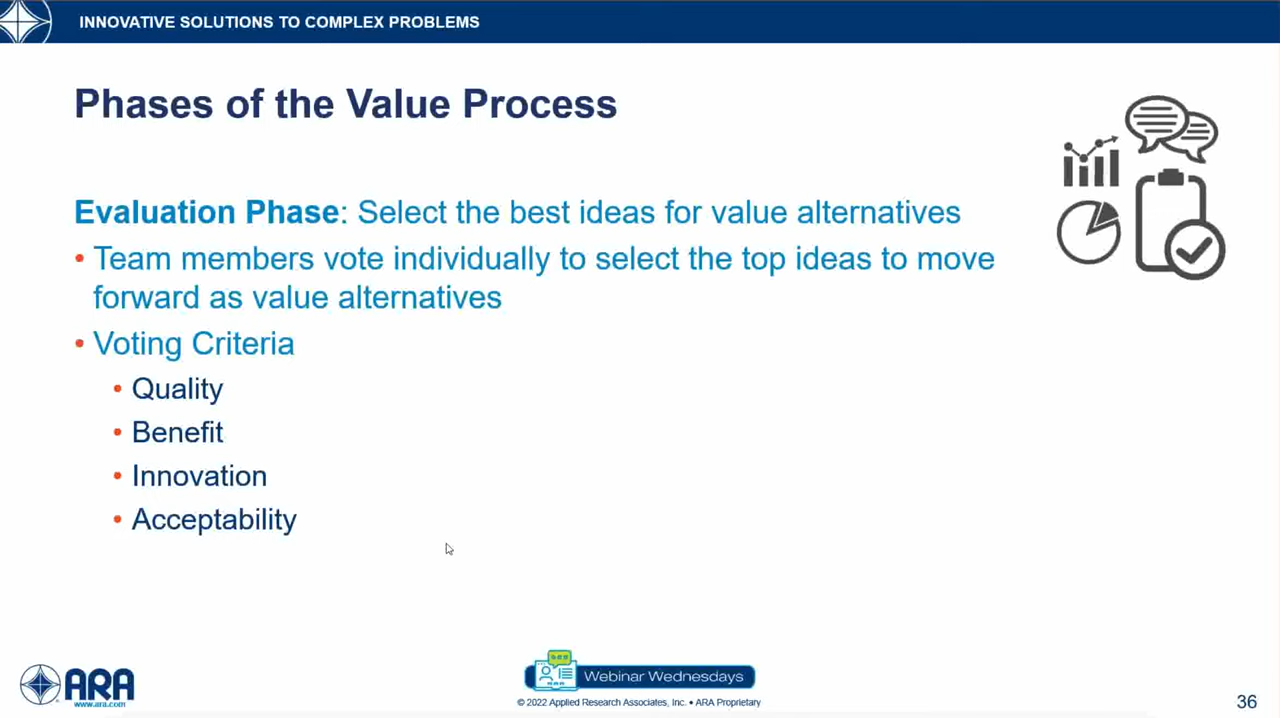 INNOVATIVE SOLUTIONS TO COMPLEX PROBLEMS
Phases of the Value Process
Evaluation Phase: Select the best ideas for value alternatives
• Team members vote individually to select the top ideas to move
forward as value alternatives
• Voting Criteria
• Quality
• Benefit
• Innovation
• Acceptability
ARA
www.ara.com
Webinar Wednesdays
© 2022 Applied Research Associates, Inc. • ARA Proprietary
36